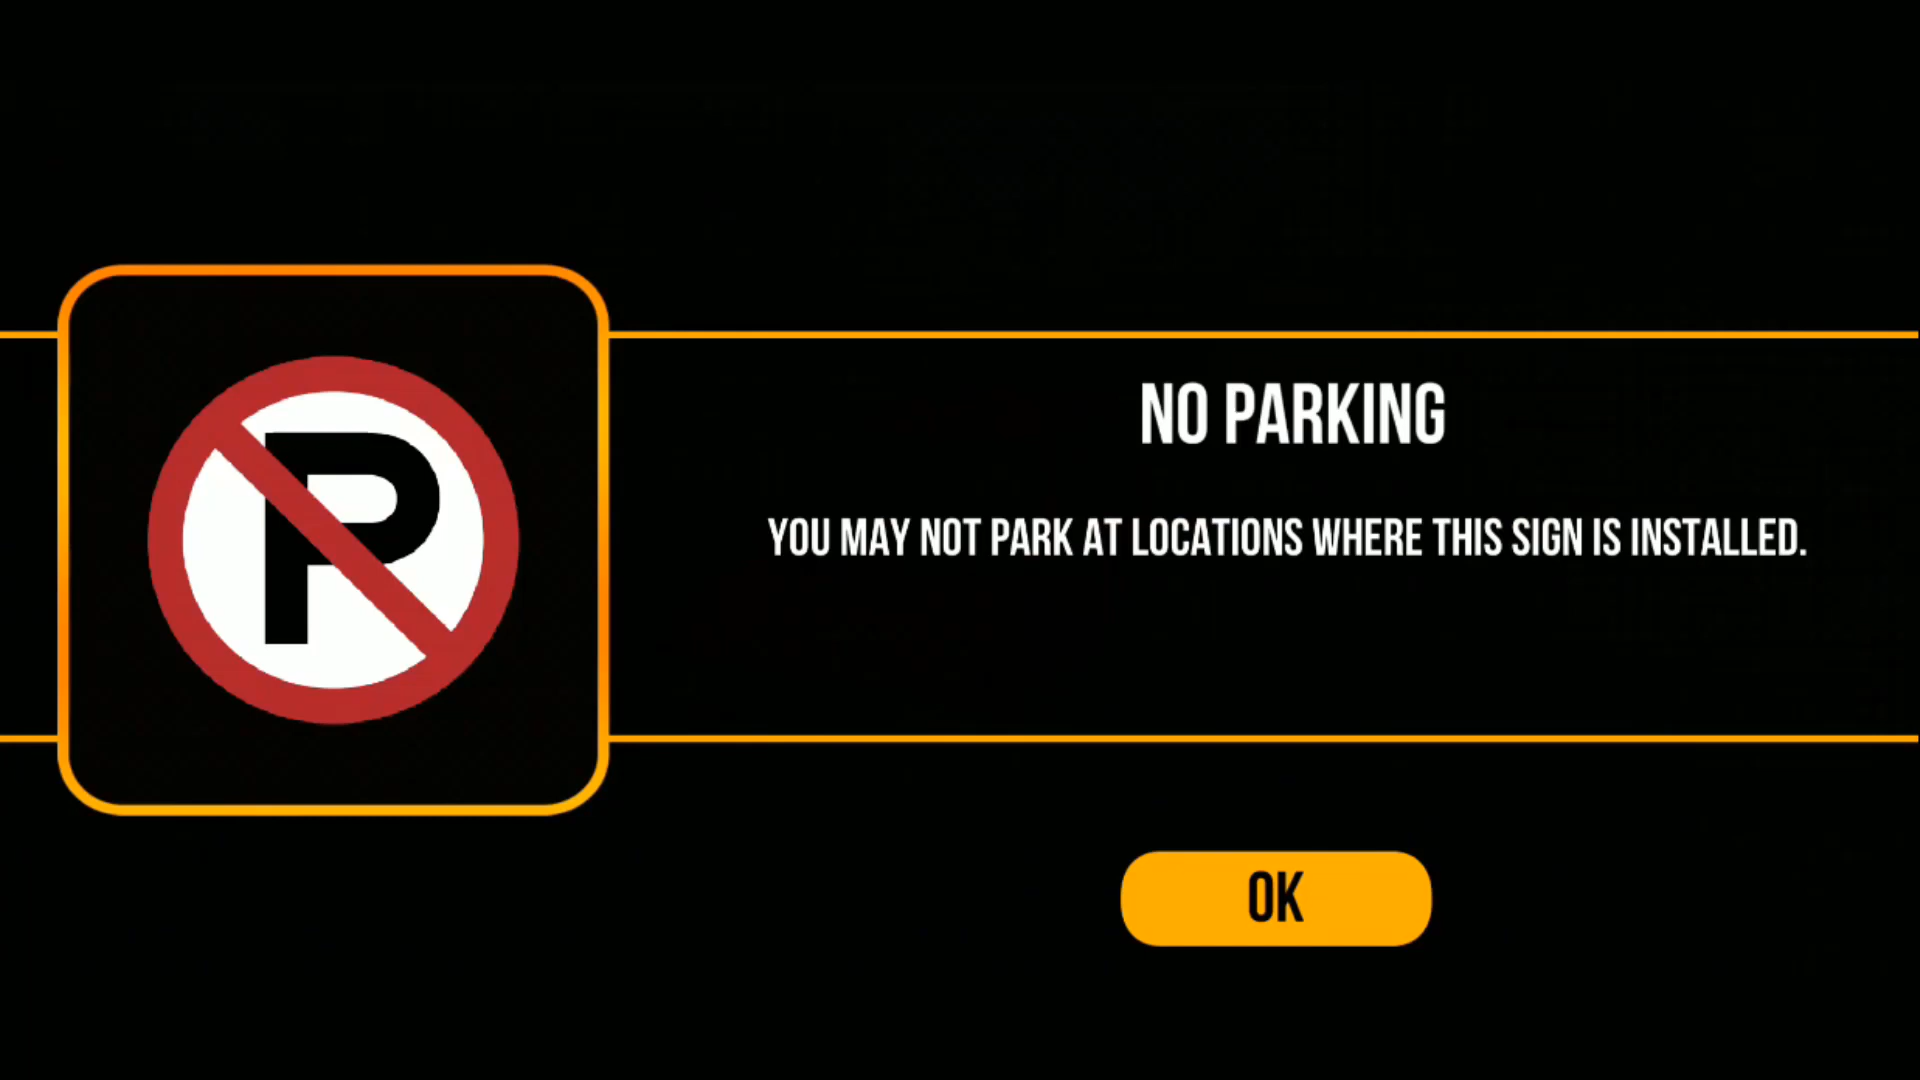 P
NO PARKING
YOU MAY NOT PARK AT LOCATIONS WHERE THIS SIGN IS INSTALLED.
OK